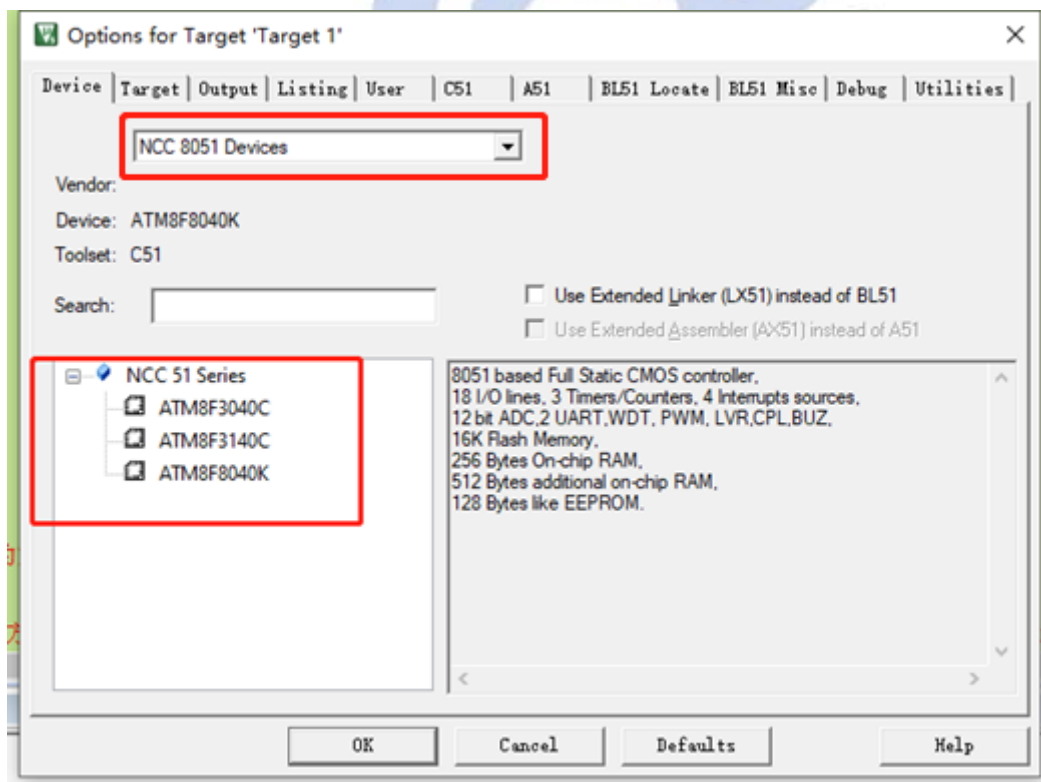 Options for Target 'Target 1'
Device Target Output Listing User C51 A51 BL51 Locate BL51 Misc Debug Utilities
NCC 8051 Devices
Vendor:
Device: ATM8F8040K
Toolset: C51
Search:
Use Extended Linker (LX51) instead of BL51
Use Extended Assembler (AX51) instead of A51
NCC 51 Series
ATM8F3040C
ATM8F3140C
ATM8F8040K
8051 based Full Static CMOS controller,
18 I/O lines, 3 Timers/Counters, 4 Interrupts sources,
12 bit ADC,2 UART,WDT, PWM, LVR,CPL,BUZ,
16K Flash Memory,
256 Bytes On-chip RAM,
512 Bytes additional on-chip RAM,
128 Bytes like EEPROM.
OK Cancel Defaults Help